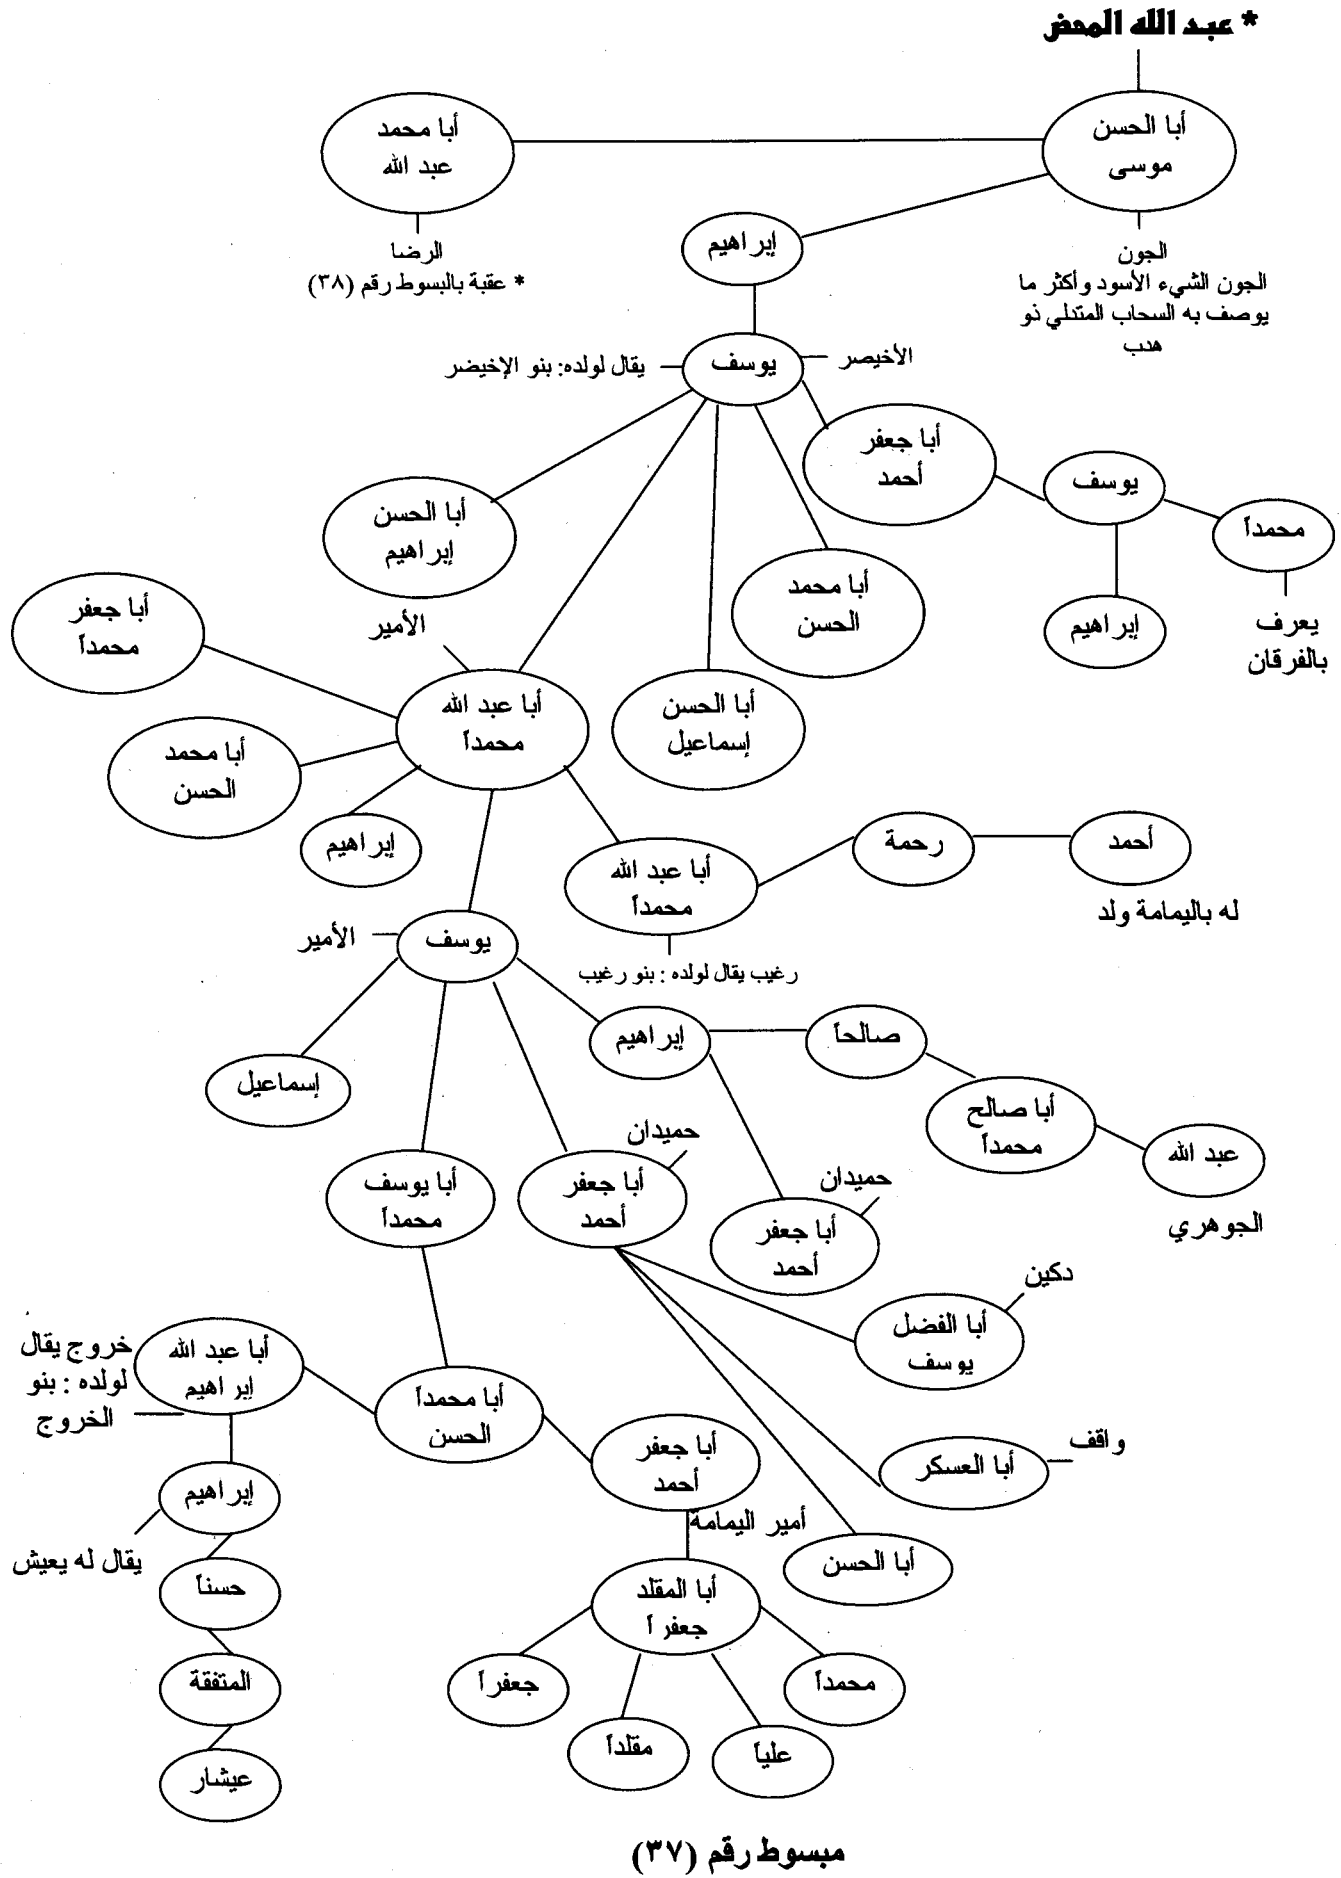 * عبد الله المحض
أبا الحسن
موسى
أبا محمد
عبد الله
الجون
الجون الشيء الأسود وأكثر ما
يوصف به السحاب المتدلي ذو
هدب
الرضا
* عقبة بالبسوط رقم (٣٨)
إبراهيم
يوسف
الأخيصر
يقال لولده: بنو الإخيضر
أبا جعفر
أحمد
يوسف
محمداً
يعرف
بالفرقان
إبراهيم
أبا محمد
الحسن
أبا الحسن
إسماعيل
أبا الحسن
إبراهيم
الأمير
أبا عبد الله
محمداً
أبا جعفر
محمداً
أبا محمد
الحسن
إبراهيم
أبا عبد الله
محمداً
رحمة
أحمد
له باليمامة ولد
رغيب يقال لولده : بنو رغيب
يوسف
الأمير
إبراهيم
صالحاً
أبا صالح
محمداً
عبد الله
الجوهري
إسماعيل
أبا يوسف
محمداً
حميدان
أبا جعفر
أحمد
حميدان
أبا جعفر
أحمد
دكين
أبا الفضل
يوسف
واقف
أبا العسكر
أبا الحسن
أبا محمداً
الحسن
أبا عبد الله
إبراهيم
خروج يقال
لولده : بنو
الخروج
إبراهيم
يقال له يعيش
حسناً
المتفقة
عيشار
أبا جعفر
أحمد
أمير اليمامة
أبا المقلد
جعفراً
محمداً
علياً
مقلداً
جعفراً
مبسوط رقم (٣٧)